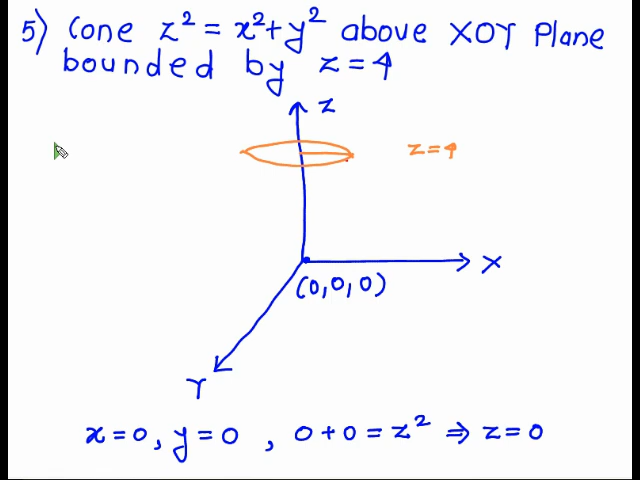 5) Cone z² = x²+y² above XOY Plane
bounded by z=4
Z
z=4
X
(0,0,0)
Y
x=0, y=0, 0+0=z² ⇒ z=0